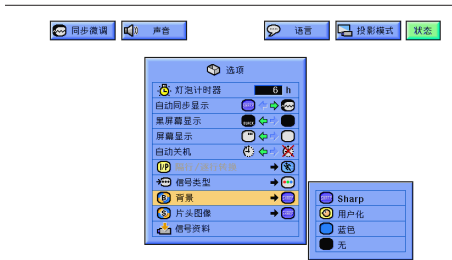 同步微调 声音 语言 投影模式 状态
选项
灯泡计时器 6 h
自动同步显示
黑屏幕显示
屏幕显示
自动关机
I/P
信号类型
背景
片头图像
信号资料
Sharp
用户化
蓝色
无